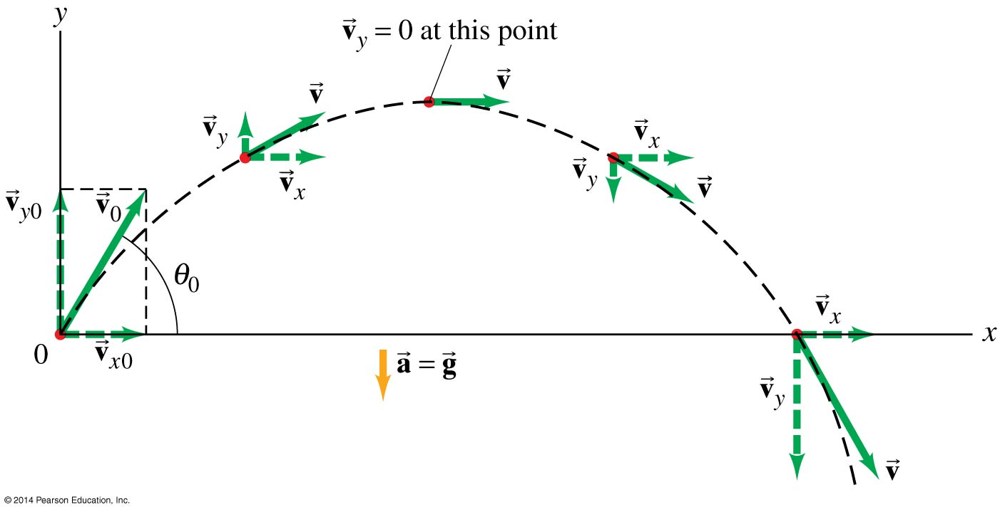 y
v⃗y = 0 at this point
v⃗
v⃗
v⃗y
v⃗x
v⃗x
v⃗y
v⃗
v⃗y0
v⃗0
θ0
v⃗x
x
0
v⃗x0
a⃗ = g⃗
v⃗y
v⃗
© 2014 Pearson Education, Inc.